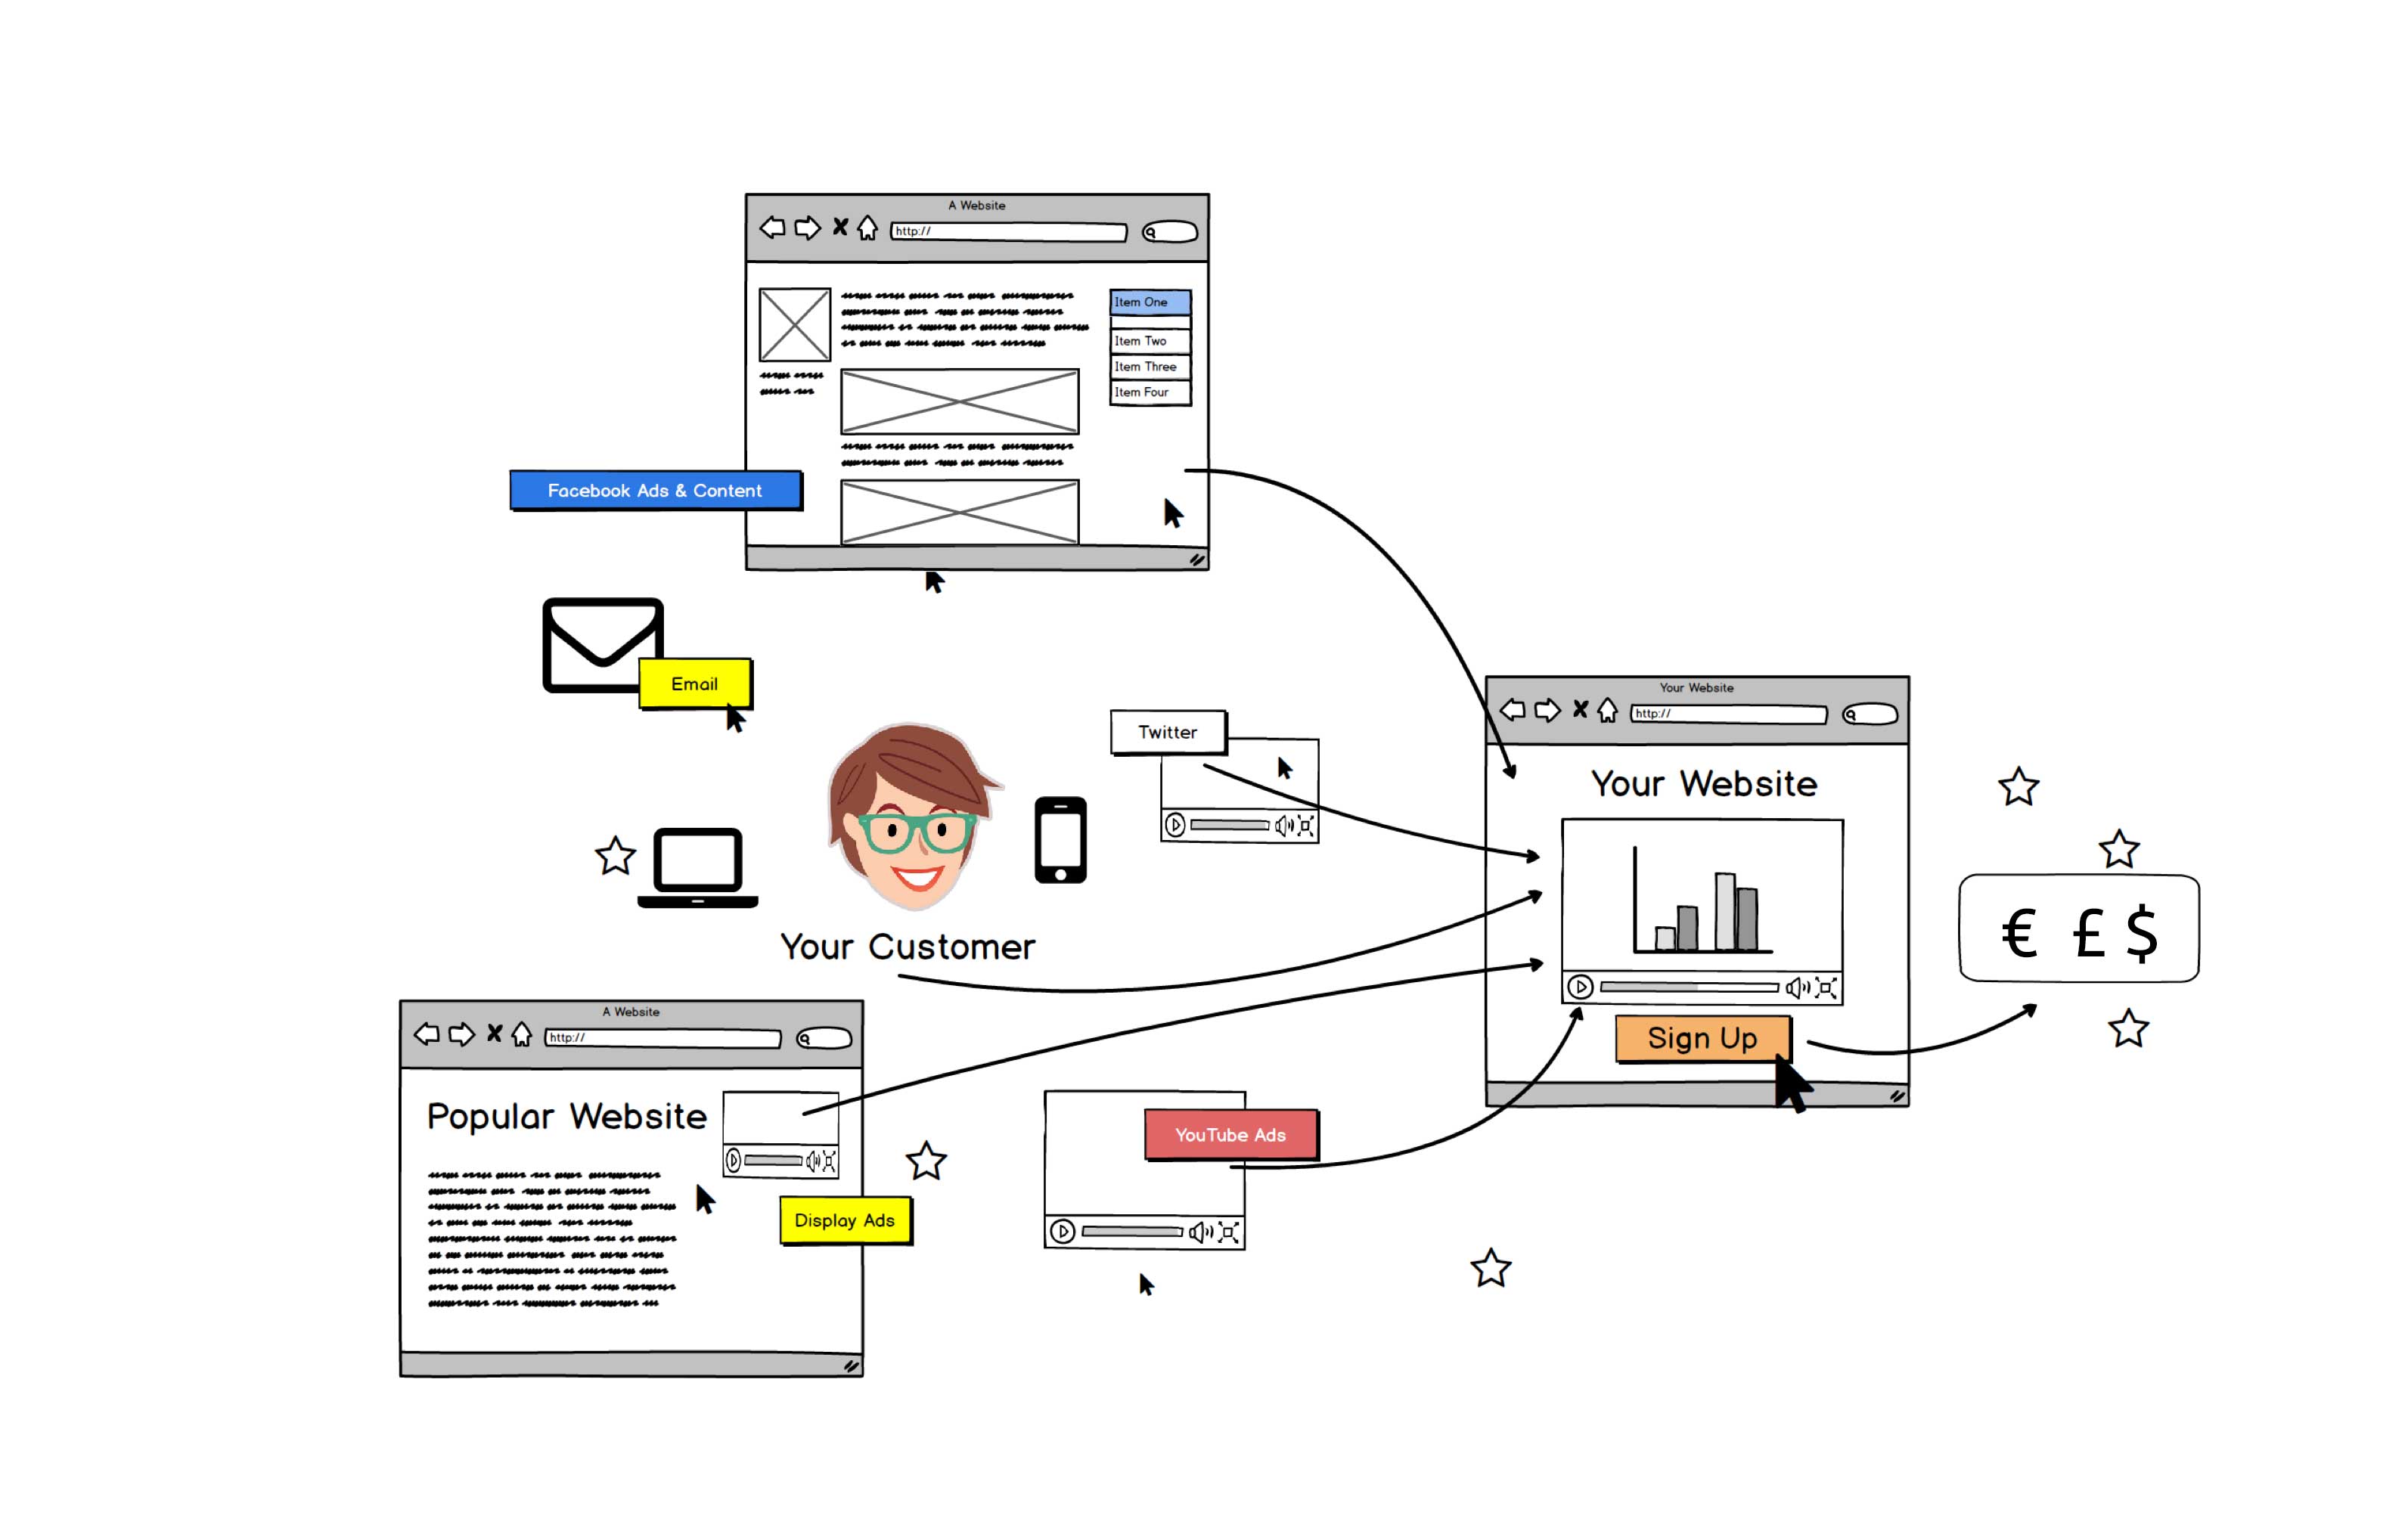 A Website
http://
Item One
Item Two
Item Three
Item Four
Facebook Ads & Content
Email
Twitter
Your Customer
Your Website
http://
Your Website
€ £ $
Sign Up
A Website
http://
Popular Website
Display Ads
YouTube Ads